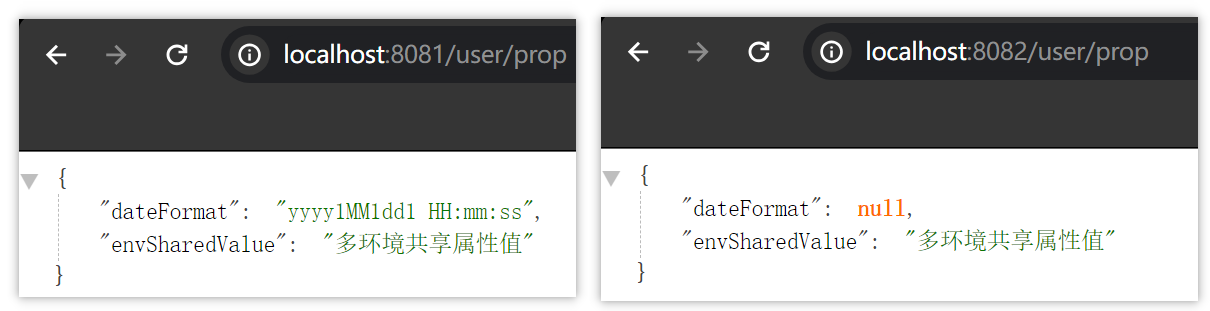 localhost:8081/user/prop
{
"dateFormat": "yyyy1MM1dd1 HH:mm:ss",
"envSharedValue": "多环境共享属性值"
}
localhost:8082/user/prop
{
"dateFormat": null,
"envSharedValue": "多环境共享属性值"
}